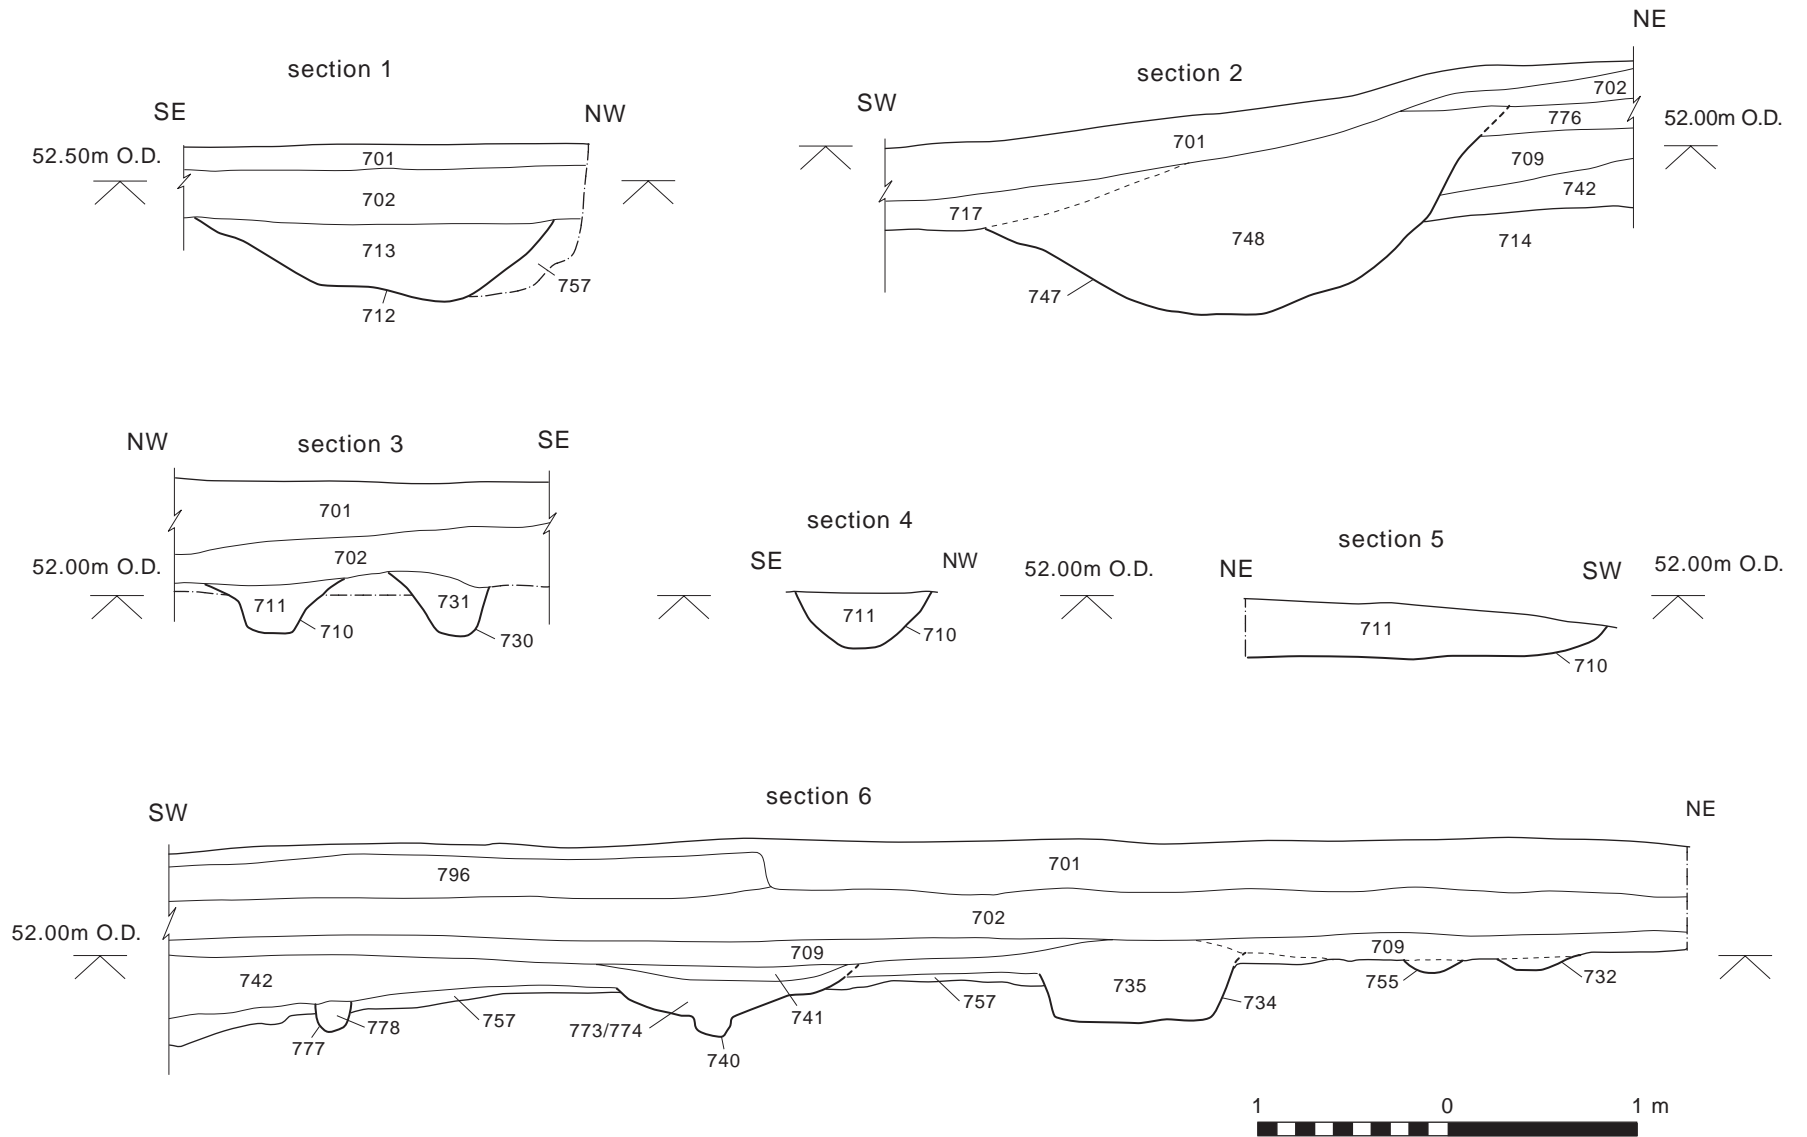 section 1
SE
NW
52.50m O.D.
701
702
713
757
712
section 2
SW
NE
52.00m O.D.
701
702
776
709
742
717
748
714
747
section 3
NW
SE
52.00m O.D.
701
702
711
731
710
730
section 4
SE
NW
711
710
52.00m O.D.
section 5
NE
SW
52.00m O.D.
711
710
section 6
SW
NE
52.00m O.D.
796
701
702
709
709
742
757
735
755
732
734
757
741
778
757
773/774
777
740
1 0 1 m